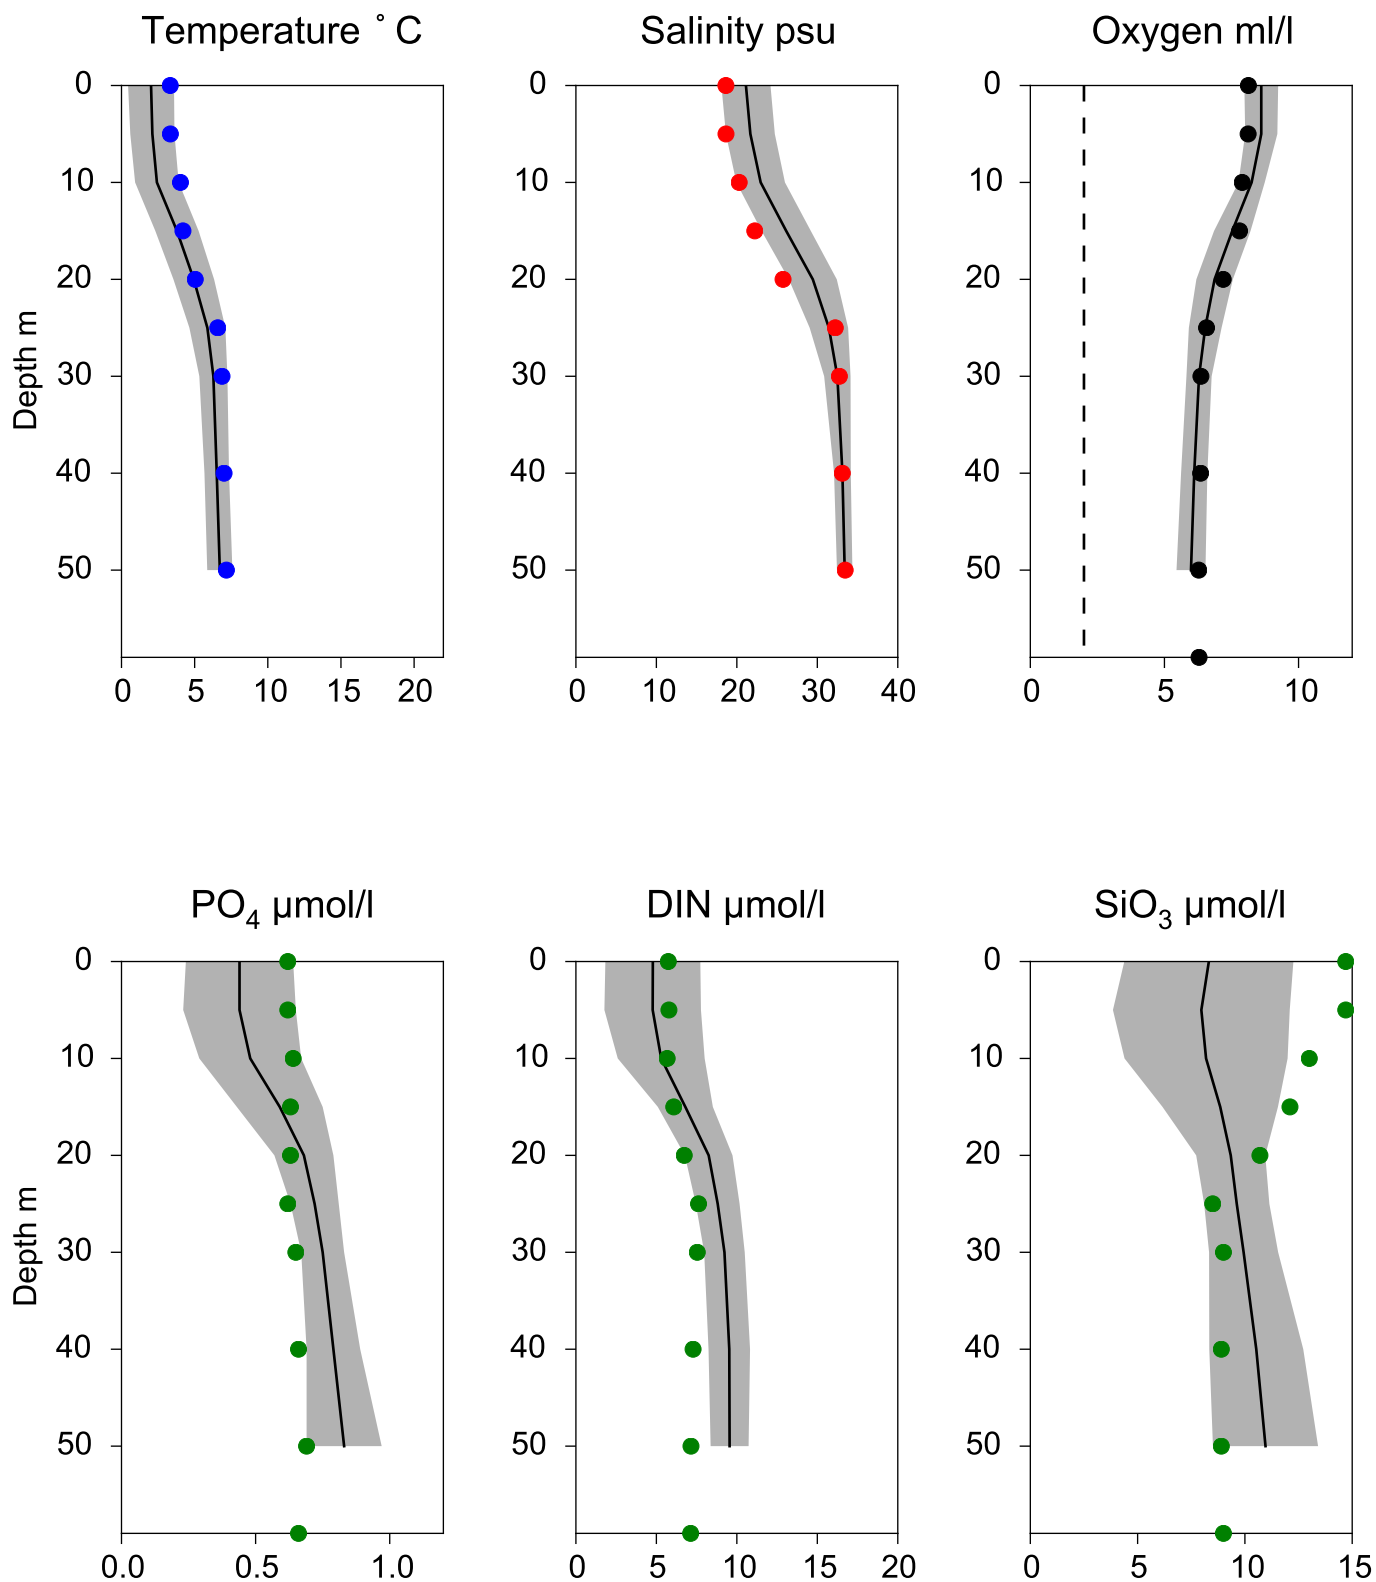 Temperature ° C
Salinity psu
Oxygen ml/l
0 0 0
10 10 10
20 20 20
30 30 30
40 40 40
50 50 50
Depth m
0 5 10 15 20
0 10 20 30 40
0 5 10
PO4 µmol/l
DIN µmol/l
SiO3 µmol/l
0 0 0
10 10 10
20 20 20
30 30 30
40 40 40
50 50 50
Depth m
0.0 0.5 1.0
0 5 10 15 20
0 5 10 15